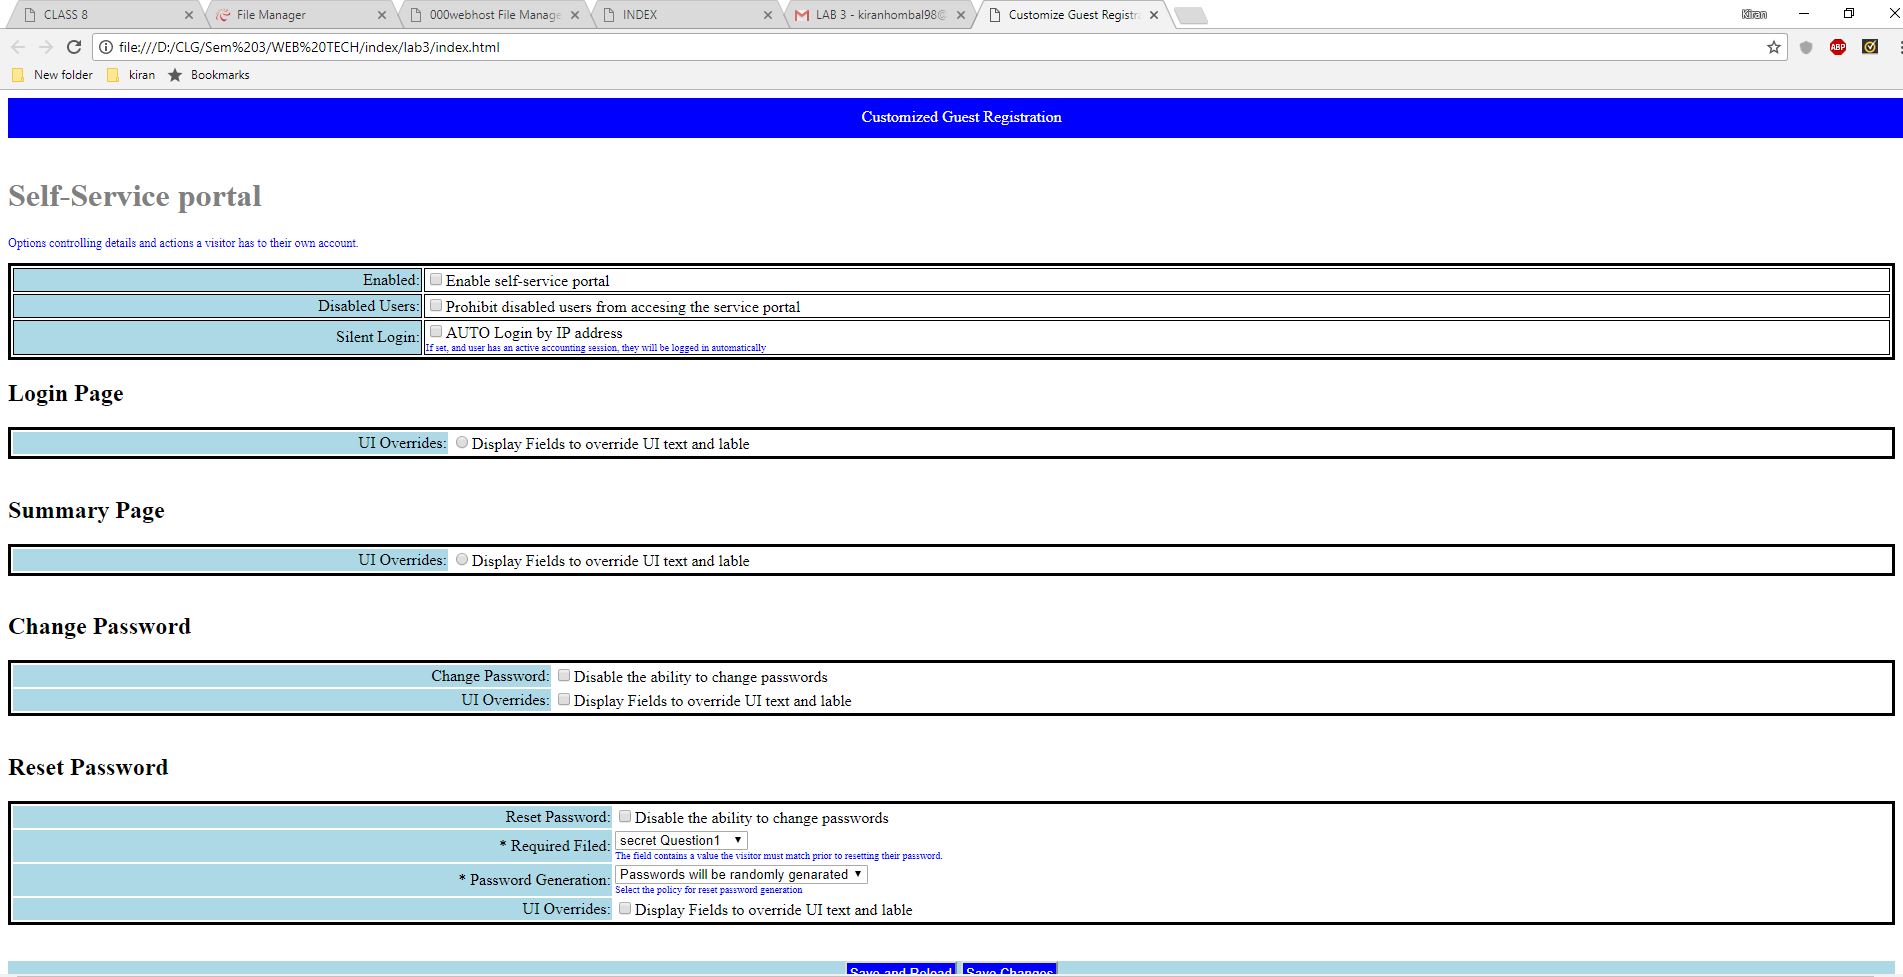 CLASS 8
File Manager
000webhost File Manage
INDEX
LAB 3 - kiranhombal98@
Customize Guest Registra
Kiran
file:///D:/CLG/Sem%203/WEB%20TECH/index/lab3/index.html
ABP
New folder
kiran
Bookmarks
Customized Guest Registration
Self-Service portal
Options controlling details and actions a visitor has to their own account.
Enabled: Enable self-service portal
Disabled Users: Prohibit disabled users from accesing the service portal
Silent Login: AUTO Login by IP address
If set, and user has an active accounting session, they will be logged in automatically
Login Page
UI Overrides: Display Fields to override UI text and lable
Summary Page
UI Overrides: Display Fields to override UI text and lable
Change Password
Change Password: Disable the ability to change passwords
UI Overrides: Display Fields to override UI text and lable
Reset Password
Reset Password: Disable the ability to change passwords
* Required Filed: secret Question1
The field contains a value the visitor must match prior to resetting their password.
* Password Generation: Passwords will be randomly genarated
Select the policy for reset password generation
UI Overrides: Display Fields to override UI text and lable
Save and Reload Save Changes